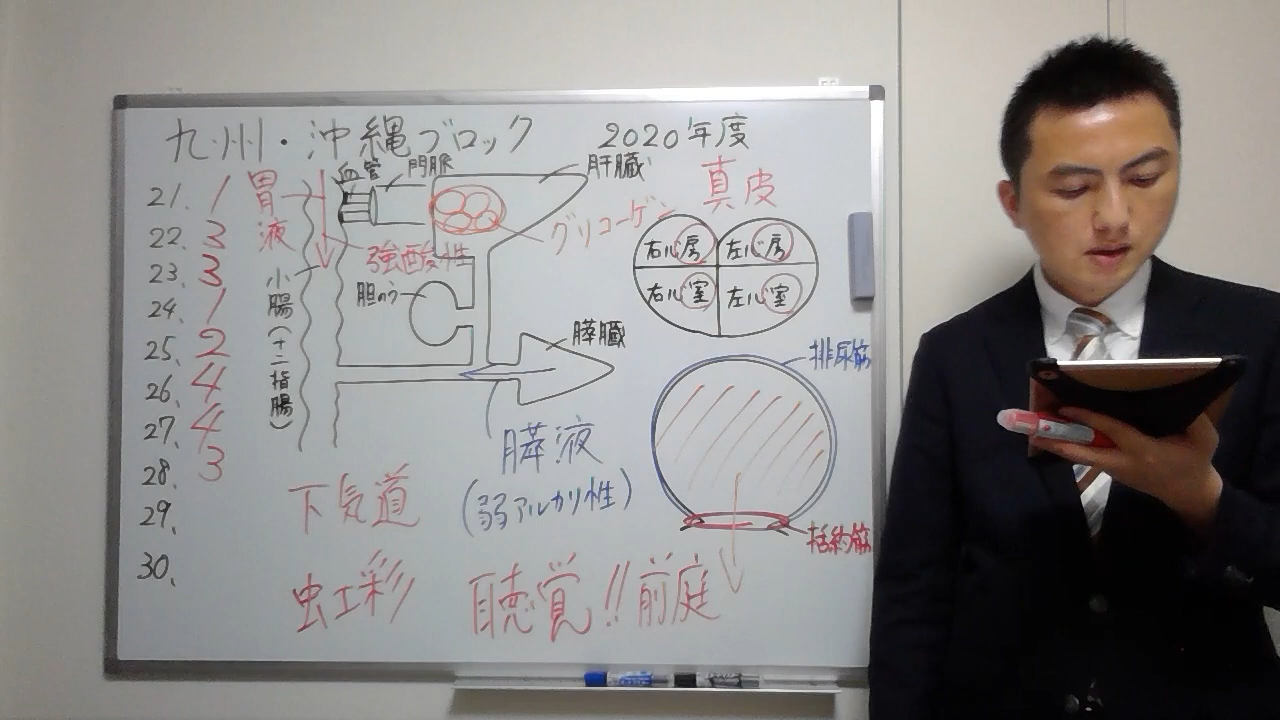 九州・沖縄ブロック 2020年度
21. 1
22. 3
23. 3
24. 1
25. 2
26. 4
27. 4
28. 3
29.
30.
胃液
小腸(十二指腸)
血管
門脈
肝臓
グリコーゲン
強酸性
胆のう
膵臓
膵液
(弱アルカリ性)
真皮
右心房
左心房
右心室
左心室
排尿筋
括約筋
下気道
虹彩
聴覚!!前庭